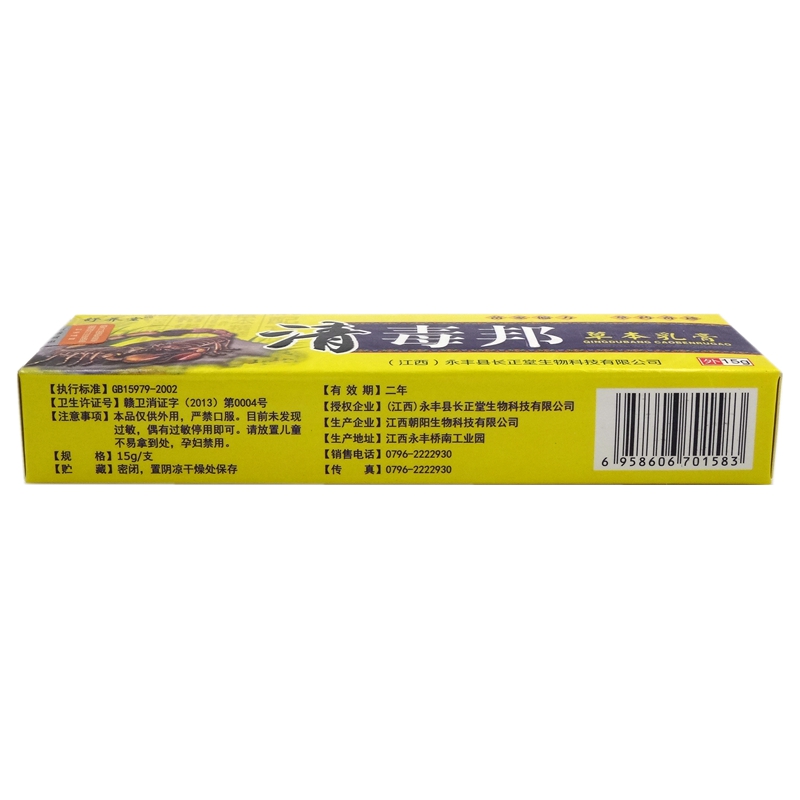 清毒邦
草本乳膏
QINGDUBANG CAOBENRUGAO
(江西)永丰县长正堂生物科技有限公司
外 15g
【执行标准】GB15979-2002
【卫生许证号】赣卫消证字(2013)第0004号
【注意事项】本品仅供外用,严禁口服。目前未发现
过敏,偶有过敏停用即可。请放置儿童
不易拿到处,孕妇禁用。
【规 格】15g/支
【贮 藏】密闭,置阴凉干燥处保存
【有 效 期】二年
【授权企业】(江西)永丰县长正堂生物科技有限公司
【生产企业】江西朝阳生物科技有限公司
【生产地址】江西永丰桥南工业园
【销售电话】0796-2222930
【传 真】0796-2222930
6 958606 701583